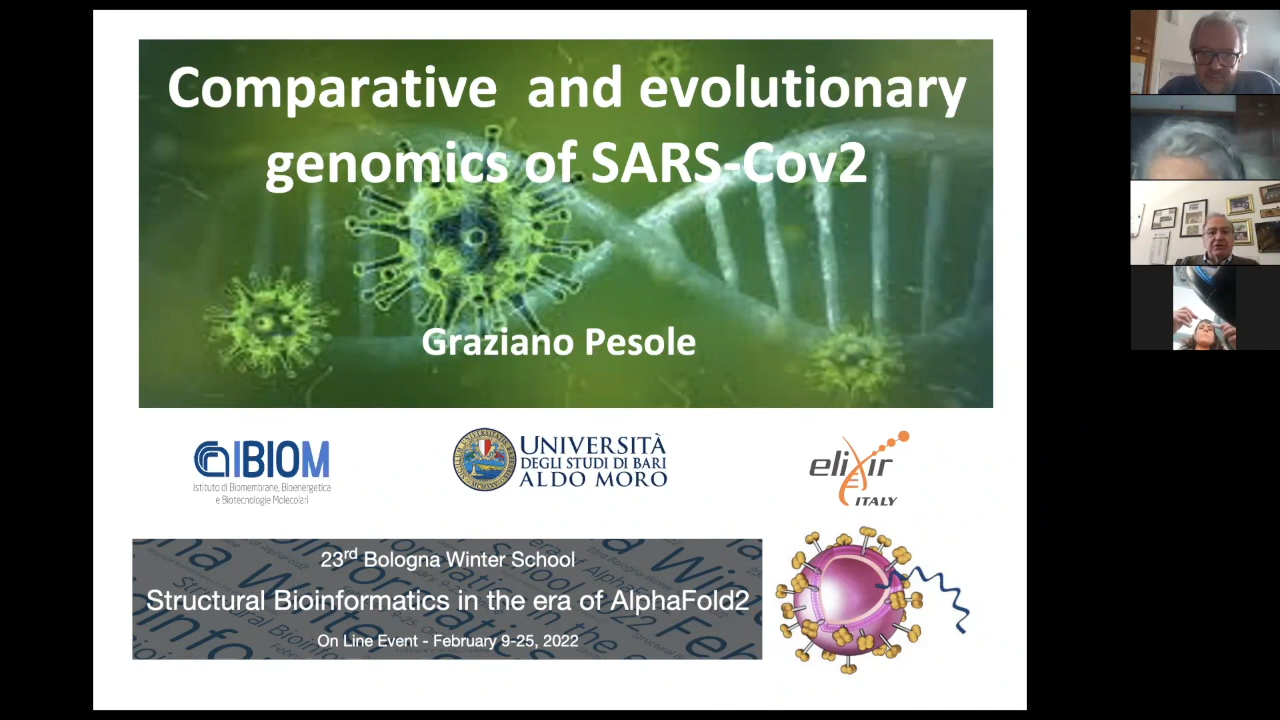 Comparative and evolutionary
genomics of SARS-Cov2
Graziano Pesole
IBIOM
Istituto di Biomembrane, Bioenergetica
e Biotecnologie Molecolari
UNIVERSITÀ
DEGLI STUDI DI BARI
ALDO MORO
elixir
ITALY
23rd Bologna Winter School
Structural Bioinformatics in the era of AlphaFold2
On Line Event - February 9-25, 2022